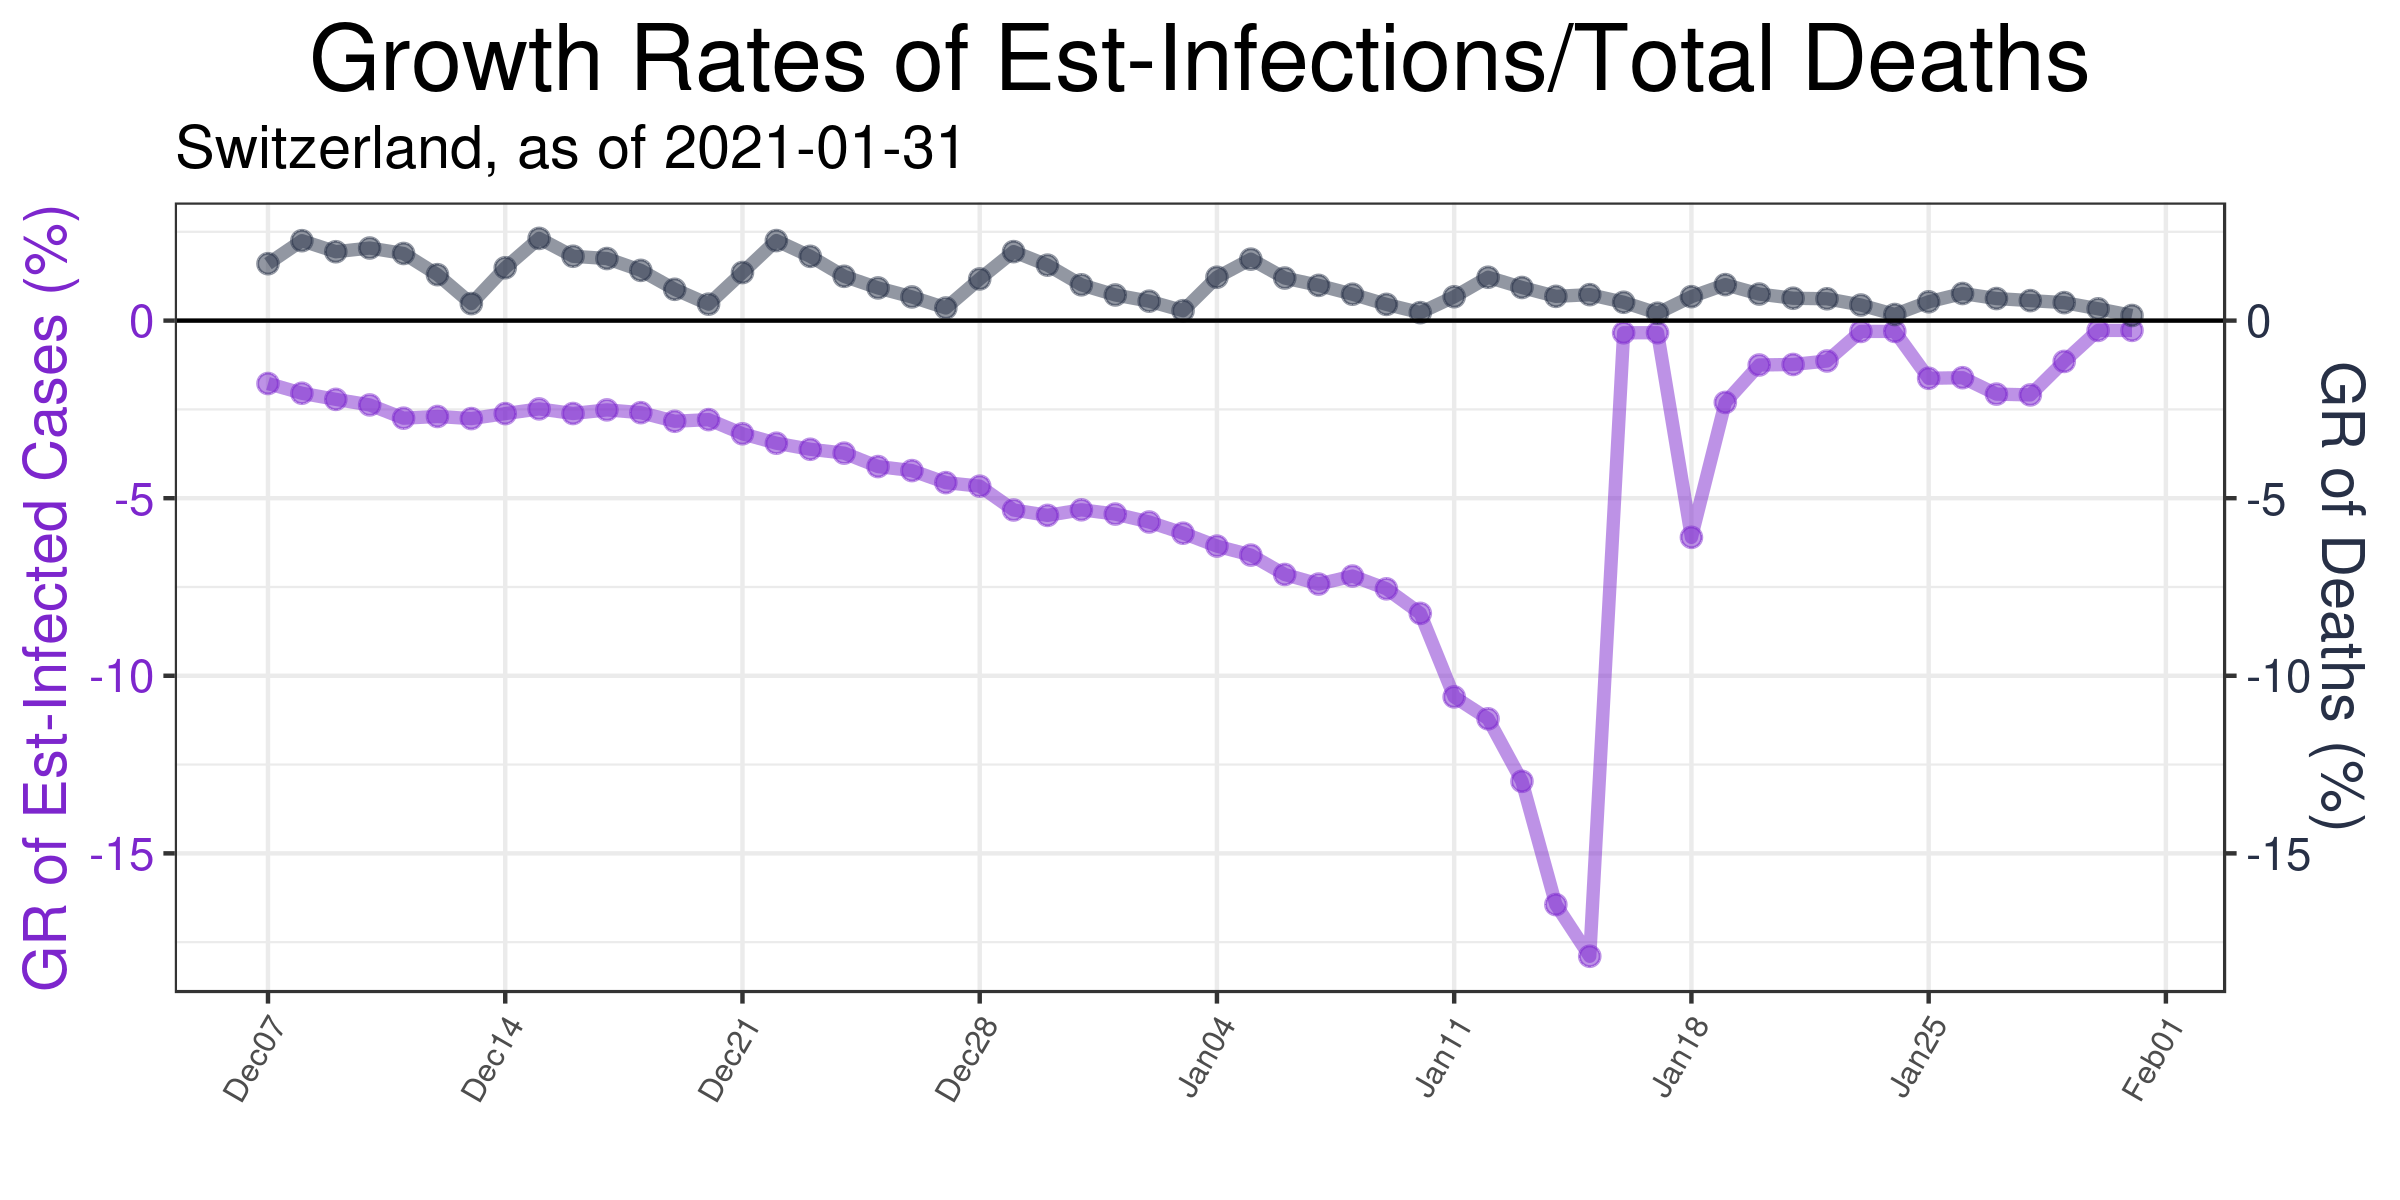 Growth Rates of Est-Infections/Total Deaths
Switzerland, as of 2021-01-31
GR of Est-Infected Cases (%)
0
-5
-10
-15
0
-5
-10
-15
GR of Deaths (%)
Dec07
Dec14
Dec21
Dec28
Jan04
Jan11
Jan18
Jan25
Feb01